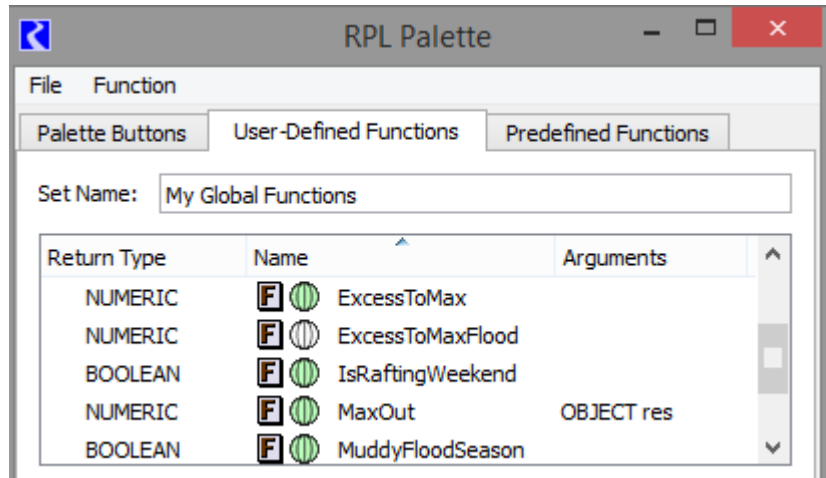 RPL Palette
File Function
Palette Buttons User-Defined Functions Predefined Functions
Set Name: My Global Functions
Return Type Name Arguments
NUMERIC F ExcessToMax
NUMERIC F ExcessToMaxFlood
BOOLEAN F IsRaftingWeekend
NUMERIC F MaxOut OBJECT res
BOOLEAN F MuddyFloodSeason